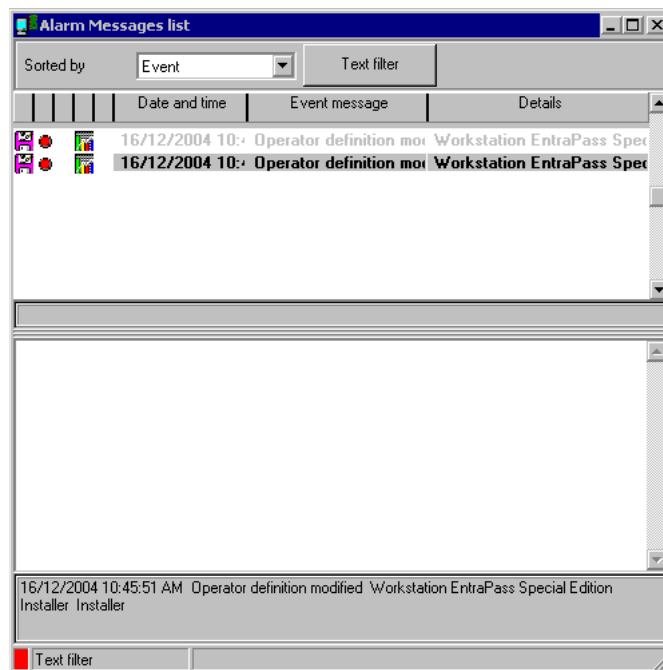 Alarm Messages list
Sorted by Event Text filter
Date and time Event message Details
16/12/2004 10: Operator definition mo Workstation EntraPass Spec
16/12/2004 10: Operator definition mo Workstation EntraPass Spec
16/12/2004 10:45:51 AM Operator definition modified Workstation EntraPass Special Edition
Installer Installer
Text filter